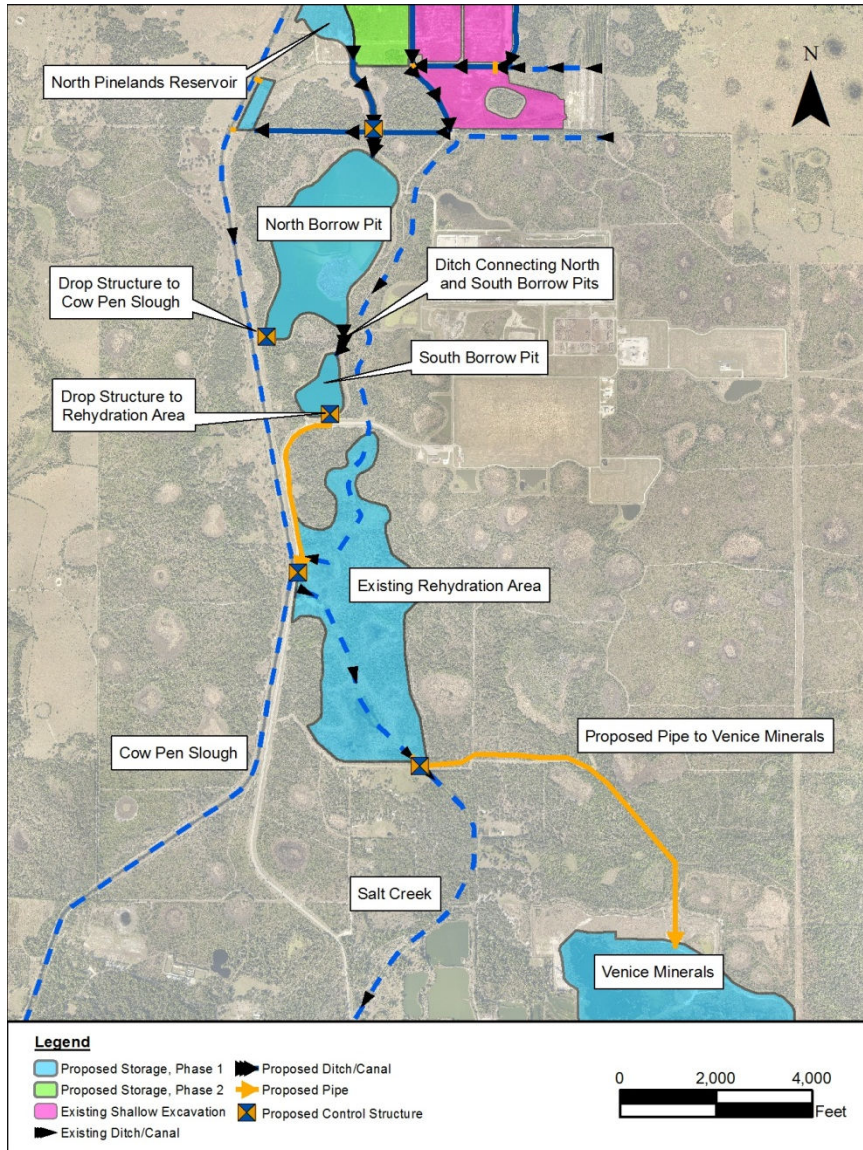 N
North Pinelands Reservoir
North Borrow Pit
Drop Structure to
Cow Pen Slough
Ditch Connecting North
and South Borrow Pits
South Borrow Pit
Drop Structure to
Rehydration Area
Existing Rehydration Area
Cow Pen Slough
Proposed Pipe to Venice Minerals
Salt Creek
Venice Minerals
Legend
Proposed Storage, Phase 1
Proposed Storage, Phase 2
Existing Shallow Excavation
Existing Ditch/Canal
Proposed Ditch/Canal
Proposed Pipe
Proposed Control Structure
0 2,000 4,000
Feet